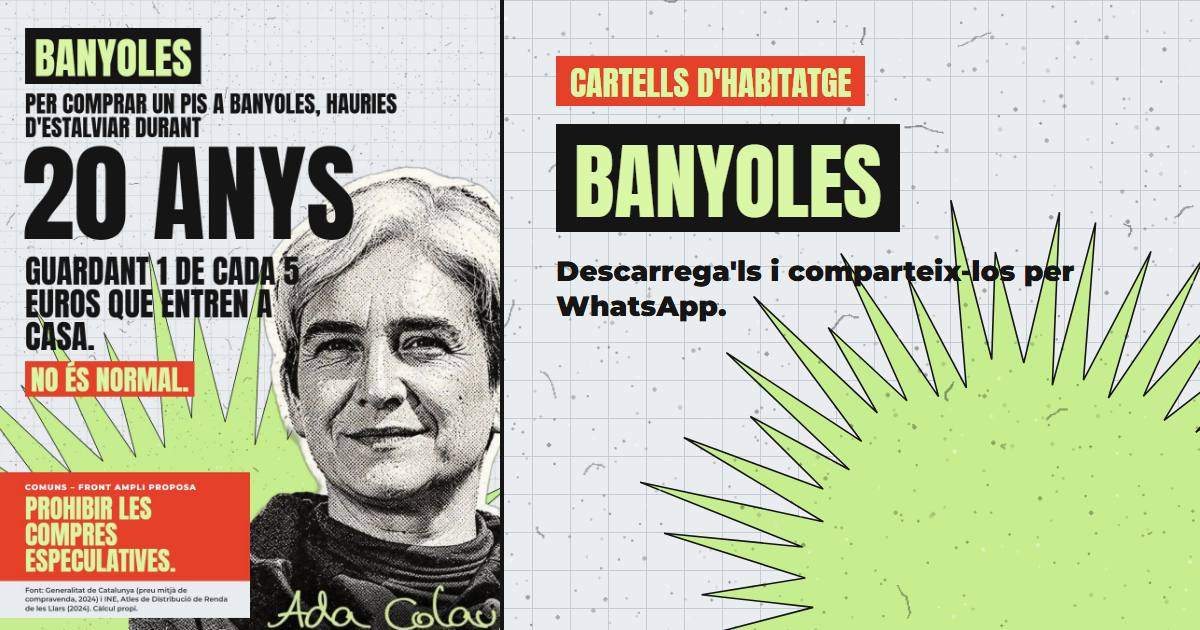 BANYOLES
PER COMPRAR UN PIS A BANYOLES, HAURIES
D'ESTALVIAR DURANT
20 ANYS
GUARDANT 1 DE CADA 5
EUROS QUE ENTREN A
CASA.
NO ÉS NORMAL.
COMUNS – FRONT AMPLI PROPOSA
PROHIBIR LES
COMPRES
ESPECULATIVES.
Font: Generalitat de Catalunya (preu mitjà de
compravenda, 2024) i INE, Atles de Distribució de Renda
de les Llars (2024). Càlcul propi.
Ada Colau
CARTELLS D'HABITATGE
BANYOLES
Descarrega'ls i comparteix-los per
WhatsApp.